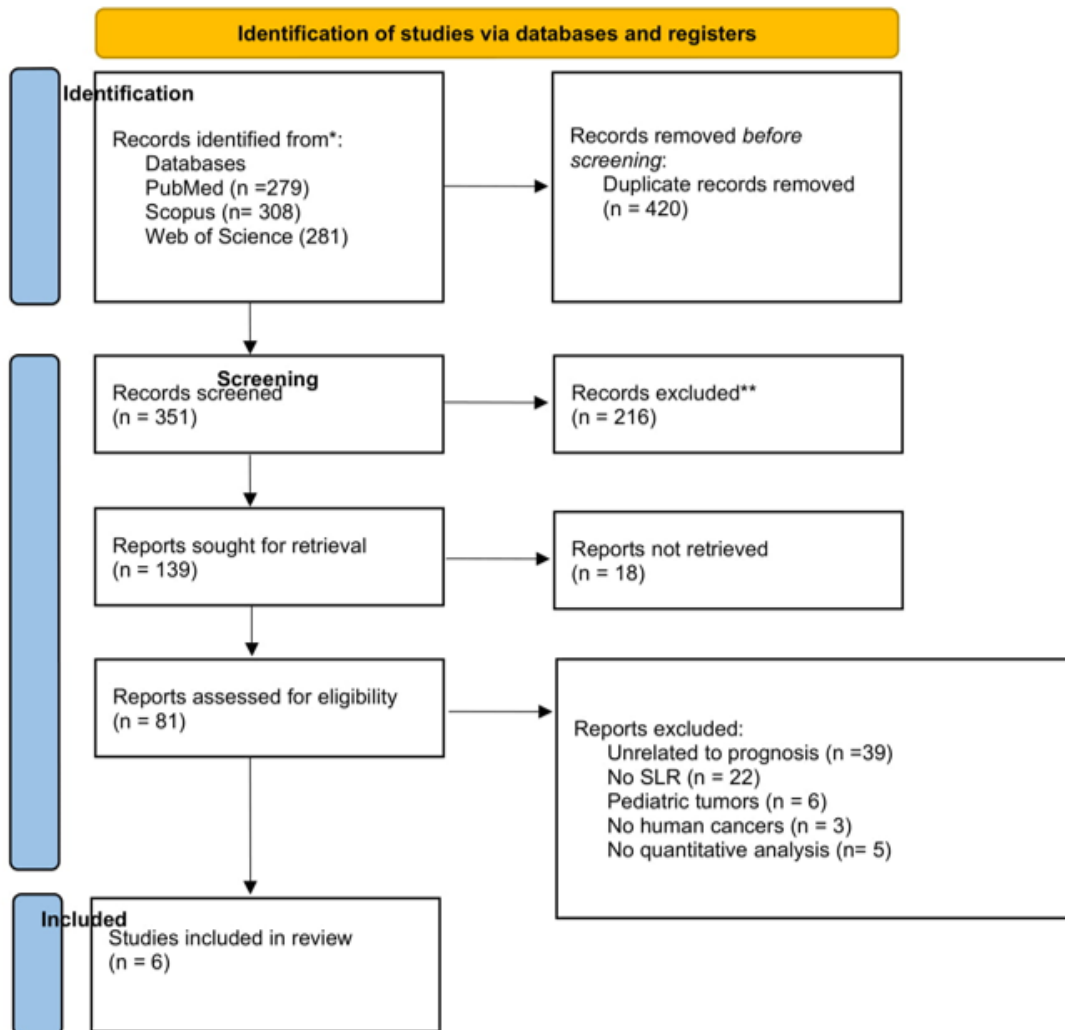 Identification of studies via databases and registers
Identification
Records identified from*:
Databases
PubMed (n =279)
Scopus (n= 308)
Web of Science (281)
Records removed before
screening:
Duplicate records removed
(n = 420)
Screening
Records screened
(n = 351)
Records excluded**
(n = 216)
Reports sought for retrieval
(n = 139)
Reports not retrieved
(n = 18)
Reports assessed for eligibility
(n = 81)
Reports excluded:
Unrelated to prognosis (n =39)
No SLR (n = 22)
Pediatric tumors (n = 6)
No human cancers (n = 3)
No quantitative analysis (n= 5)
Included
Studies included in review
(n = 6)